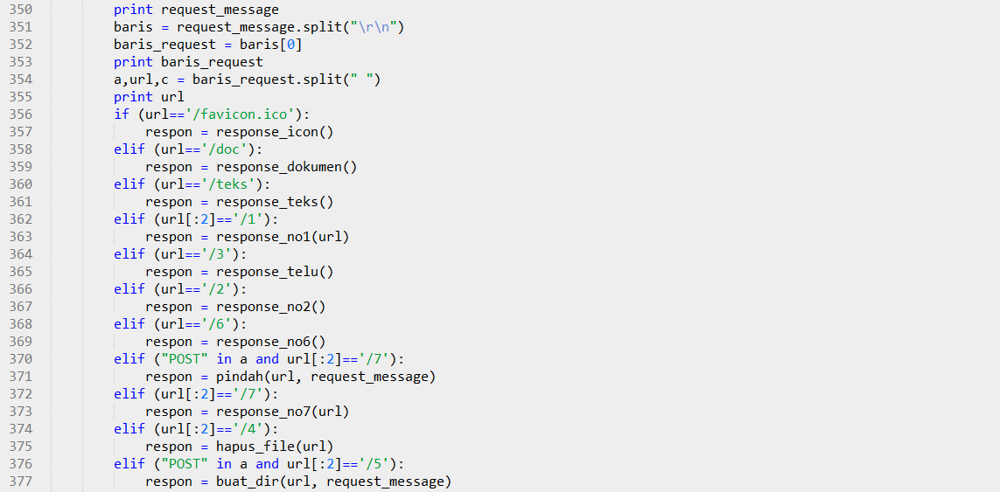 350 print request_message
351 baris = request_message.split("\r\n")
352 baris_request = baris[0]
353 print baris_request
354 a,url,c = baris_request.split(" ")
355 print url
356 if (url=='/favicon.ico'):
357 respon = response_icon()
358 elif (url=='/doc'):
359 respon = response_dokumen()
360 elif (url=='/teks'):
361 respon = response_teks()
362 elif (url[:2]=='/1'):
363 respon = response_no1(url)
364 elif (url=='/3'):
365 respon = response_telu()
366 elif (url=='/2'):
367 respon = response_no2()
368 elif (url=='/6'):
369 respon = response_no6()
370 elif ("POST" in a and url[:2]=='/7'):
371 respon = pindah(url, request_message)
372 elif (url[:2]=='/7'):
373 respon = response_no7(url)
374 elif (url[:2]=='/4'):
375 respon = hapus_file(url)
376 elif ("POST" in a and url[:2]=='/5'):
377 respon = buat_dir(url, request_message)